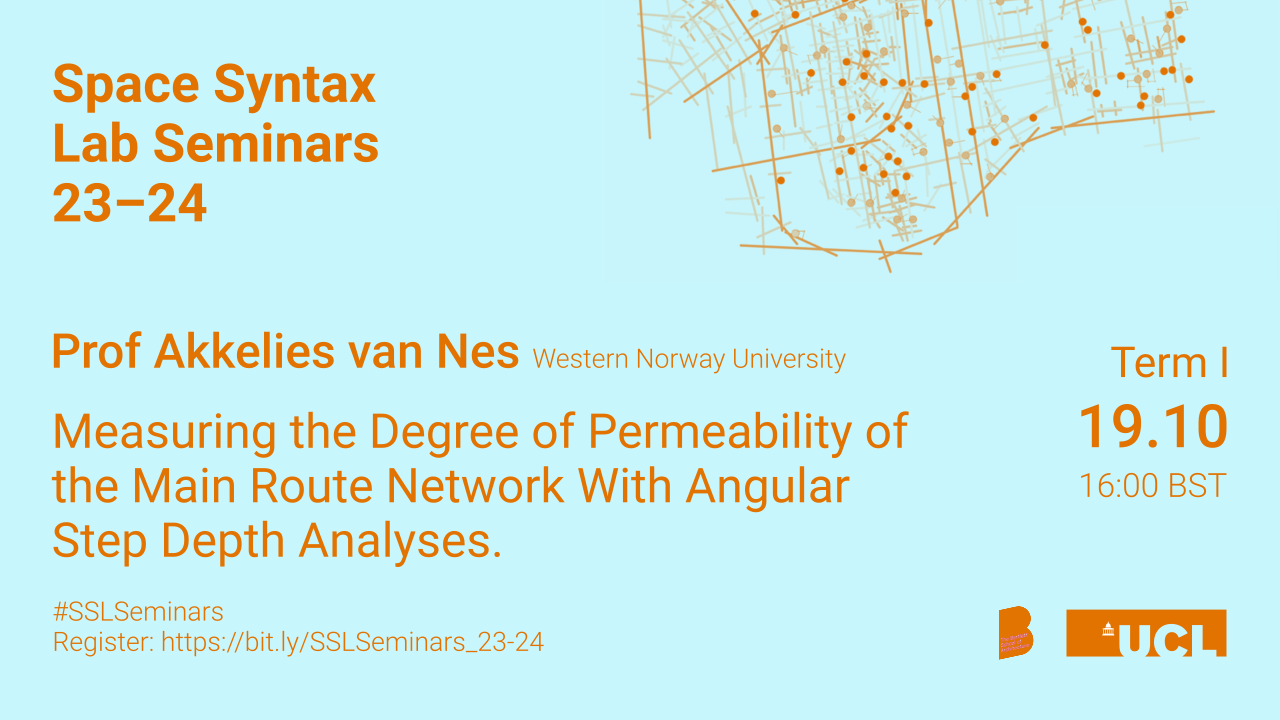 Space Syntax
Lab Seminars
23–24
Prof Akkelies van Nes Western Norway University
Measuring the Degree of Permeability of
the Main Route Network With Angular
Step Depth Analyses.
Term I
19.10
16:00 BST
#SSLSeminars
Register: https://bit.ly/SSLSeminars_23-24
UCL